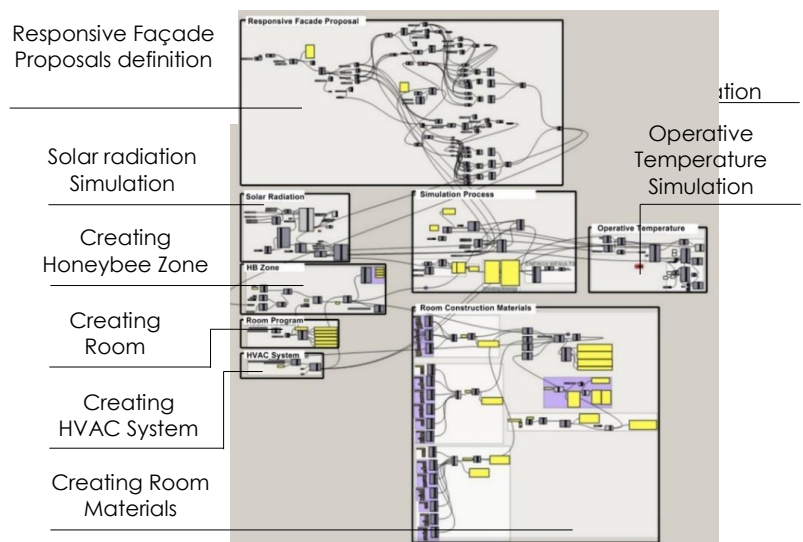 Responsive Façade
Proposals definition
Solar radiation
Simulation
Creating
Honeybee Zone
Creating
Room
Creating
HVAC System
Creating Room
Materials
Responsive Facade Proposal
Solar Radiation
HB Zone
Room Program
HVAC System
Simulation Process
Operative Temperature
Room Construction Materials
Operative
Temperature
Simulation